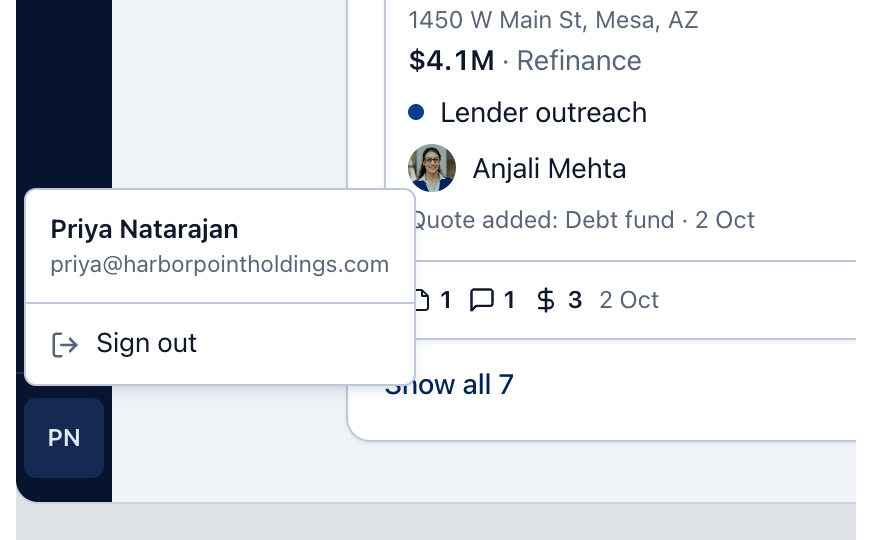 1450 W Main St, Mesa, AZ
$4.1M · Refinance
Lender outreach
Anjali Mehta
Quote added: Debt fund · 2 Oct
1 1 3 2 Oct
Show all 7
Priya Natarajan
priya@harborpointholdings.com
Sign out
PN